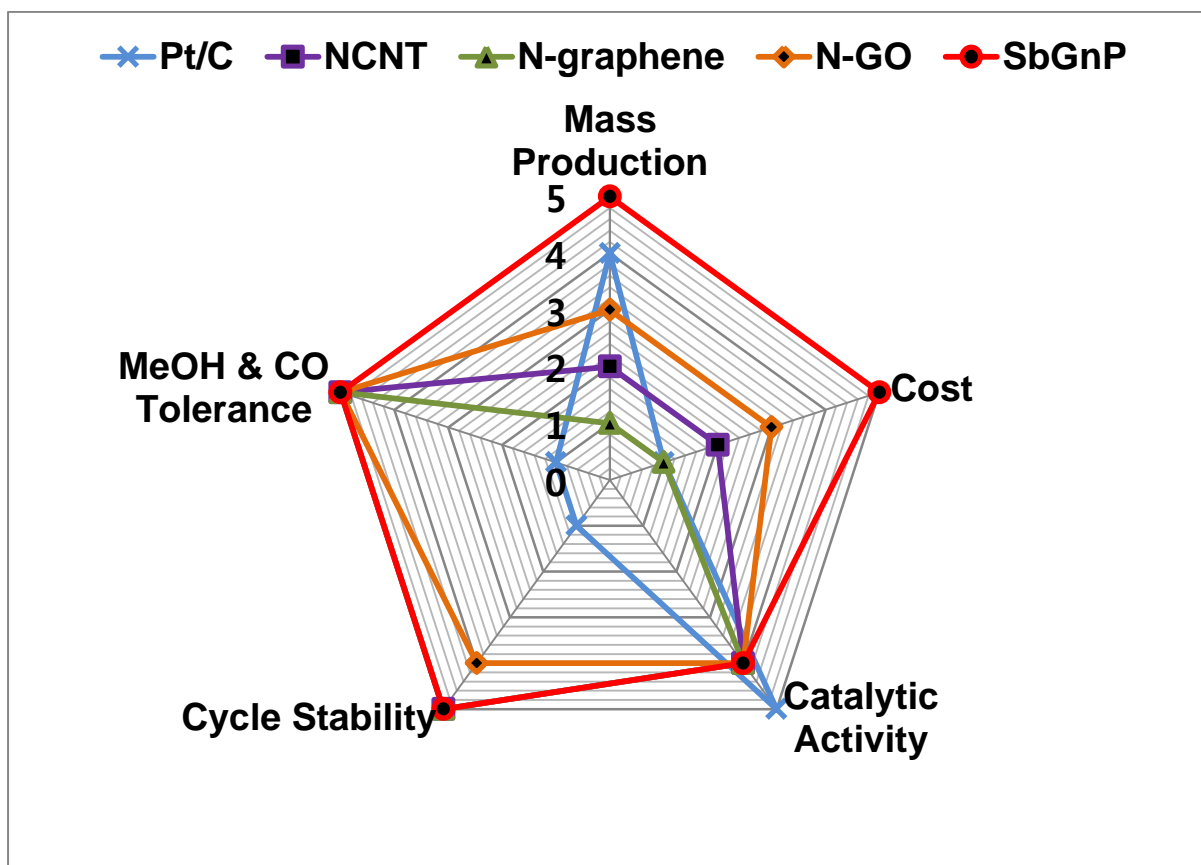 Pt/C NCNT N-graphene N-GO SbGnP
Mass
Production
5
4
3
2
1
0
MeOH & CO
Tolerance
Cost
Cycle Stability
Catalytic
Activity